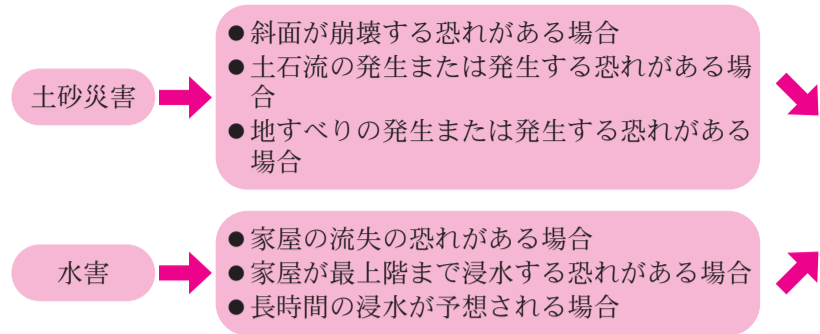 土砂災害
●斜面が崩壊する恐れがある場合
●土石流の発生または発生する恐れがある場
合
●地すべりの発生または発生する恐れがある
場合
水害
●家屋の流失の恐れがある場合
●家屋が最上階まで浸水する恐れがある場合
●長時間の浸水が予想される場合